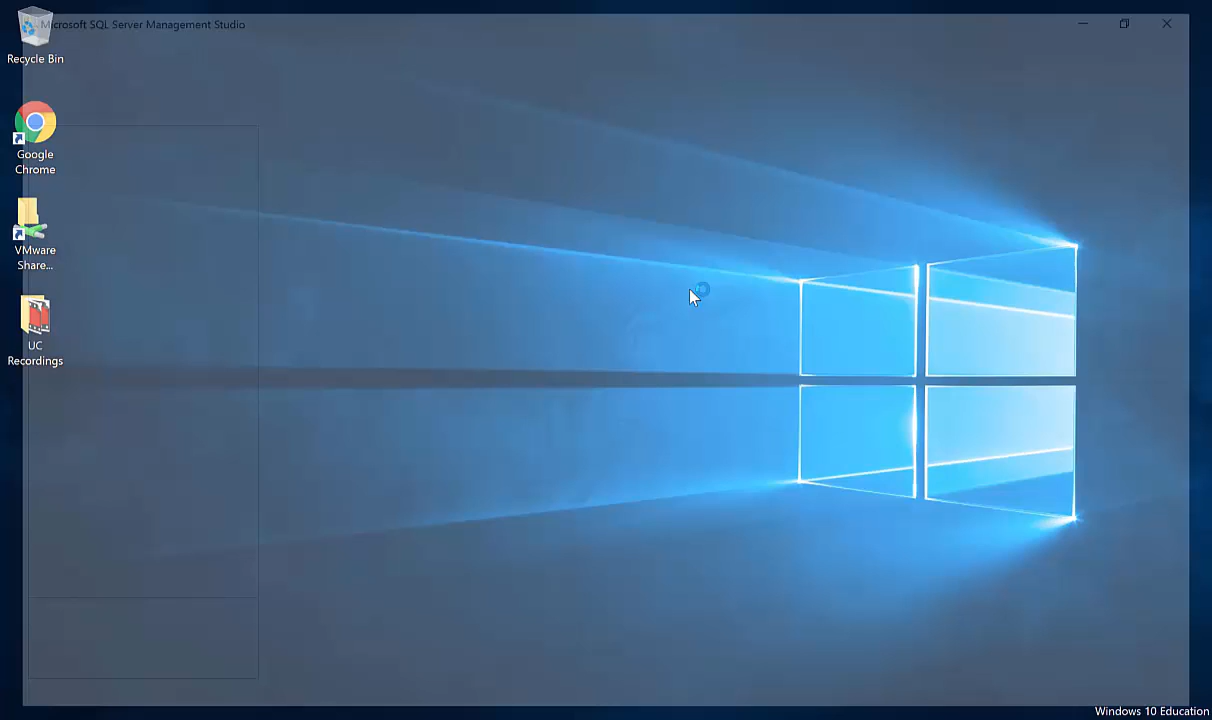 Microsoft SQL Server Management Studio
Recycle Bin
Google
Chrome
VMware
Share...
UC
Recordings
Windows 10 Education